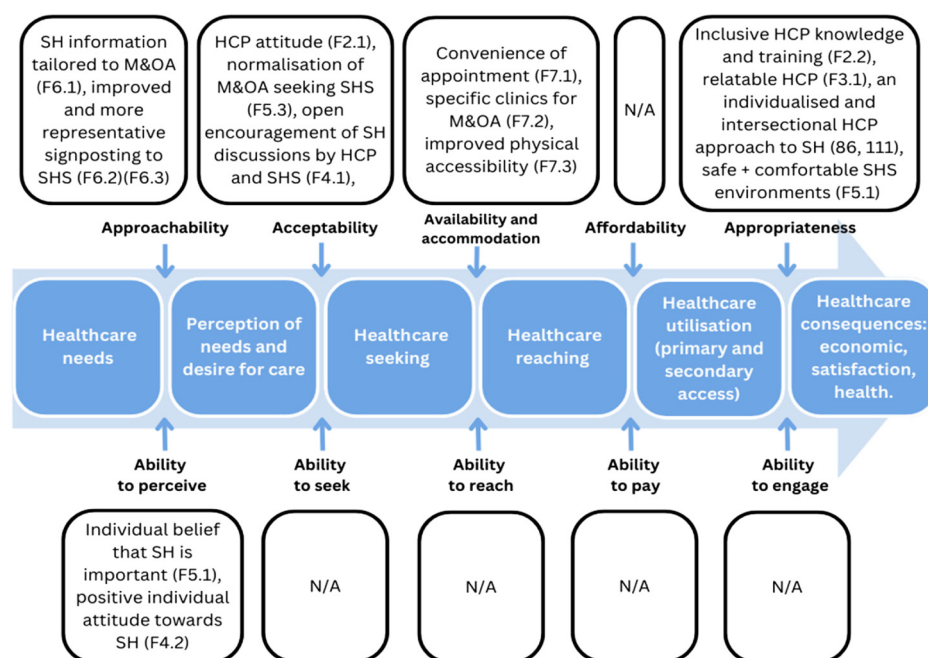 SH information
tailored to M&OA
(F6.1), improved
and more
representative
signposting to
SHS (F6.2)(F6.3)
HCP attitude (F2.1),
normalisation of
M&OA seeking SHS
(F5.3), open
encouragement of SH
discussions by HCP
and SHS (F4.1),
Convenience of
appointment (F7.1),
specific clinics for
M&OA (F7.2),
improved physical
accessibility (F7.3)
N/A
Inclusive HCP knowledge
and training (F2.2),
relatable HCP (F3.1), an
individualised and
intersectional HCP
approach to SH (86, 111),
safe + comfortable SHS
environments (F5.1)
Approachability
Acceptability
Availability and
accommodation
Affordability
Appropriateness
Healthcare
needs
Perception of
needs and
desire for care
Healthcare
seeking
Healthcare
reaching
Healthcare
utilisation
(primary and
secondary
access)
Healthcare
consequences:
economic,
satisfaction,
health.
Ability
to perceive
Ability
to seek
Ability
to reach
Ability
to pay
Ability
to engage
Individual belief
that SH is
important (F5.1),
positive individual
attitude towards
SH (F4.2)
N/A
N/A
N/A
N/A